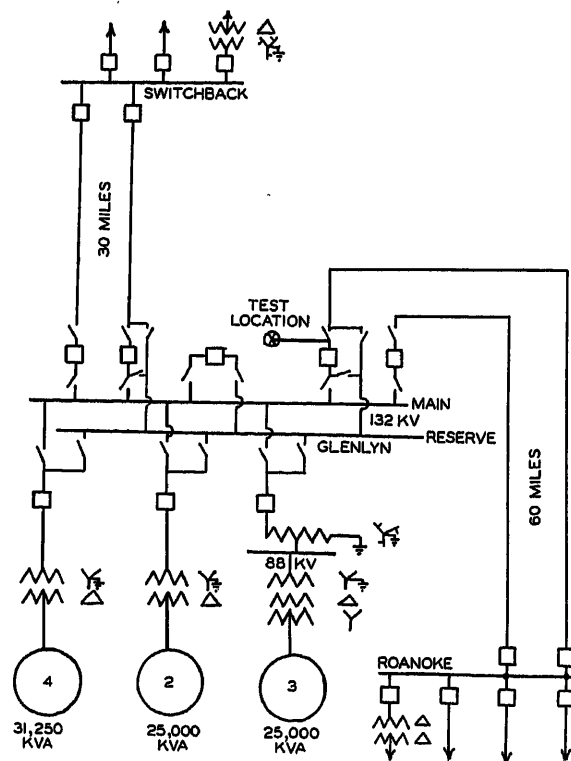 SWITCHBACK
30 MILES
TEST
LOCATION
MAIN
132 KV
RESERVE
GLENLYN
60 MILES
88 KV
ROANOKE
4
2
3
31,250
KVA
25,000
KVA
25,000
KVA